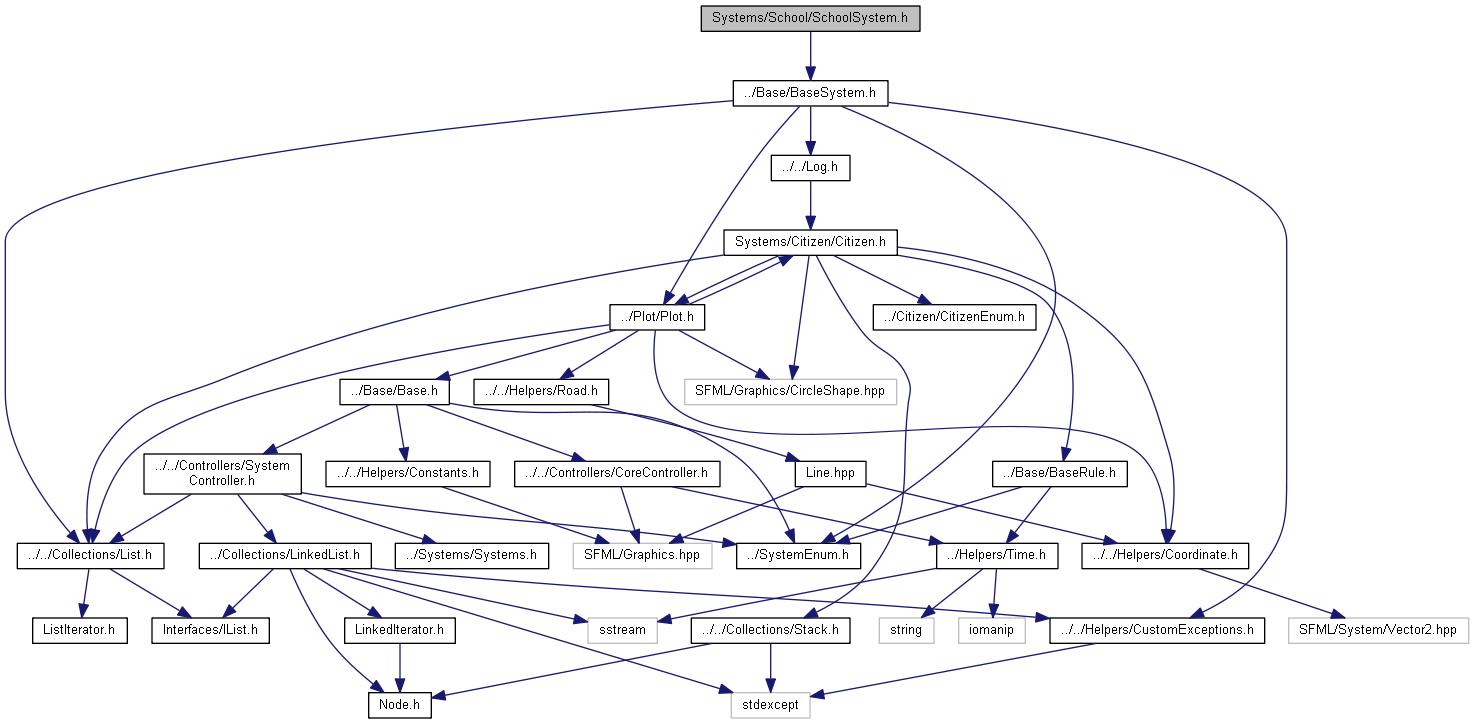 Systems/School/SchoolSystem.h
../Base/BaseSystem.h
../../Log.h
Systems/Citizen/Citizen.h
../Plot/Plot.h
../Citizen/CitizenEnum.h
../Base/Base.h
../../Helpers/Road.h
SFML/Graphics/CircleShape.hpp
../../Controllers/System
Controller.h
../../Helpers/Constants.h
../../Controllers/CoreController.h
Line.hpp
../Base/BaseRule.h
../../Collections/List.h
../Collections/LinkedList.h
../Systems/Systems.h
SFML/Graphics.hpp
../SystemEnum.h
../Helpers/Time.h
../../Helpers/Coordinate.h
ListIterator.h
Interfaces/IList.h
LinkedIterator.h
sstream
../../Collections/Stack.h
string
iomanip
../../Helpers/CustomExceptions.h
SFML/System/Vector2.hpp
Node.h
stdexcept